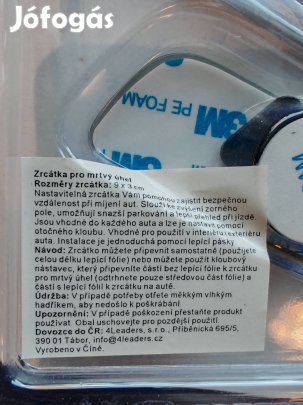 Jófogás
3M PE FOAM
3M
Zrcátka pro mrtvý úhel
Rozměry zrcátka: 9 x 3 cm
Nastavitelná zrcátka Vám pomohou zajistit bezpečnou
vzdálenost při míjení aut. Slouží ke zvýšení zorného
pole, umožňují snazší parkování a lepší přehled při jízdě.
Jsou vhodné do každého auta a lze je nastavit pomocí
otočného kloubu. Vhodné pro použití v interiéru i exteriéru
auta. Instalace je jednoduchá pomocí lepící pásky
Návod: Zrcátko můžete připevnit samostatně (použijete
celou délku lepící fólie) nebo můžete použít kloubový
nástavec, který připevníte částí bez lepící fólie k zrcátku
pro mrtvý úhel (odtrhnete pouze středovou část fólie) a
částí s lepící fólií k zrcátku na autě.
Údržba: V případě potřeby otřete měkkým vlhkým
hadříkem, aby nedošlo k poškrábání.
Upozornění: V případě poškození přestaňte produkt
používat. Obal uschovejte pro pozdější použití.
Dovozce do ČR: 4Leaders, s.r.o., Příběnická 695/5,
390 01 Tábor, info@4leaders.cz
Vyrobeno v Číně.